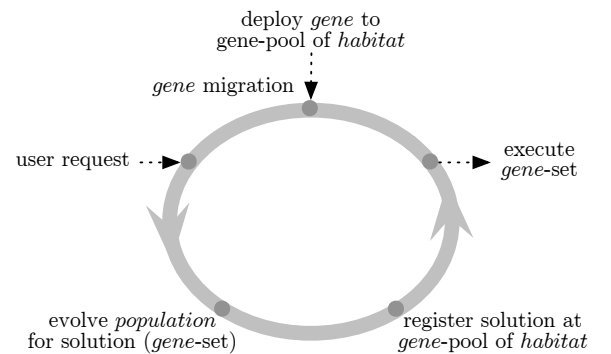 deploy gene to
gene-pool of habitat
gene migration
user request
execute
gene-set
evolve population
for solution (gene-set)
register solution at
gene-pool of habitat